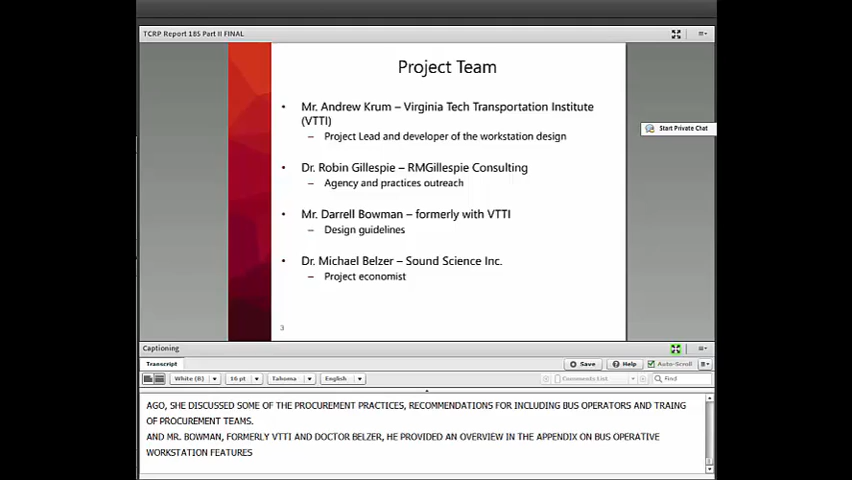 TCRP Report 185 Part II FINAL
Project Team
• Mr. Andrew Krum – Virginia Tech Transportation Institute
(VTTI)
– Project Lead and developer of the workstation design
Start Private Chat
• Dr. Robin Gillespie – RMGillespie Consulting
– Agency and practices outreach
• Mr. Darrell Bowman – formerly with VTTI
– Design guidelines
• Dr. Michael Belzer – Sound Science Inc.
– Project economist
3
Captioning
Transcript
Save
Help
Auto-Scroll
White (B)
16 pt
Tahoma
English
Comments List
Find
AGO, SHE DISCUSSED SOME OF THE PROCUREMENT PRACTICES, RECOMMENDATIONS FOR INCLUDING BUS OPERATORS AND TRAING
OF PROCUREMENT TEAMS.
AND MR. BOWMAN, FORMERLY VTTI AND DOCTOR BELZER, HE PROVIDED AN OVERVIEW IN THE APPENDIX ON BUS OPERATIVE
WORKSTATION FEATURES